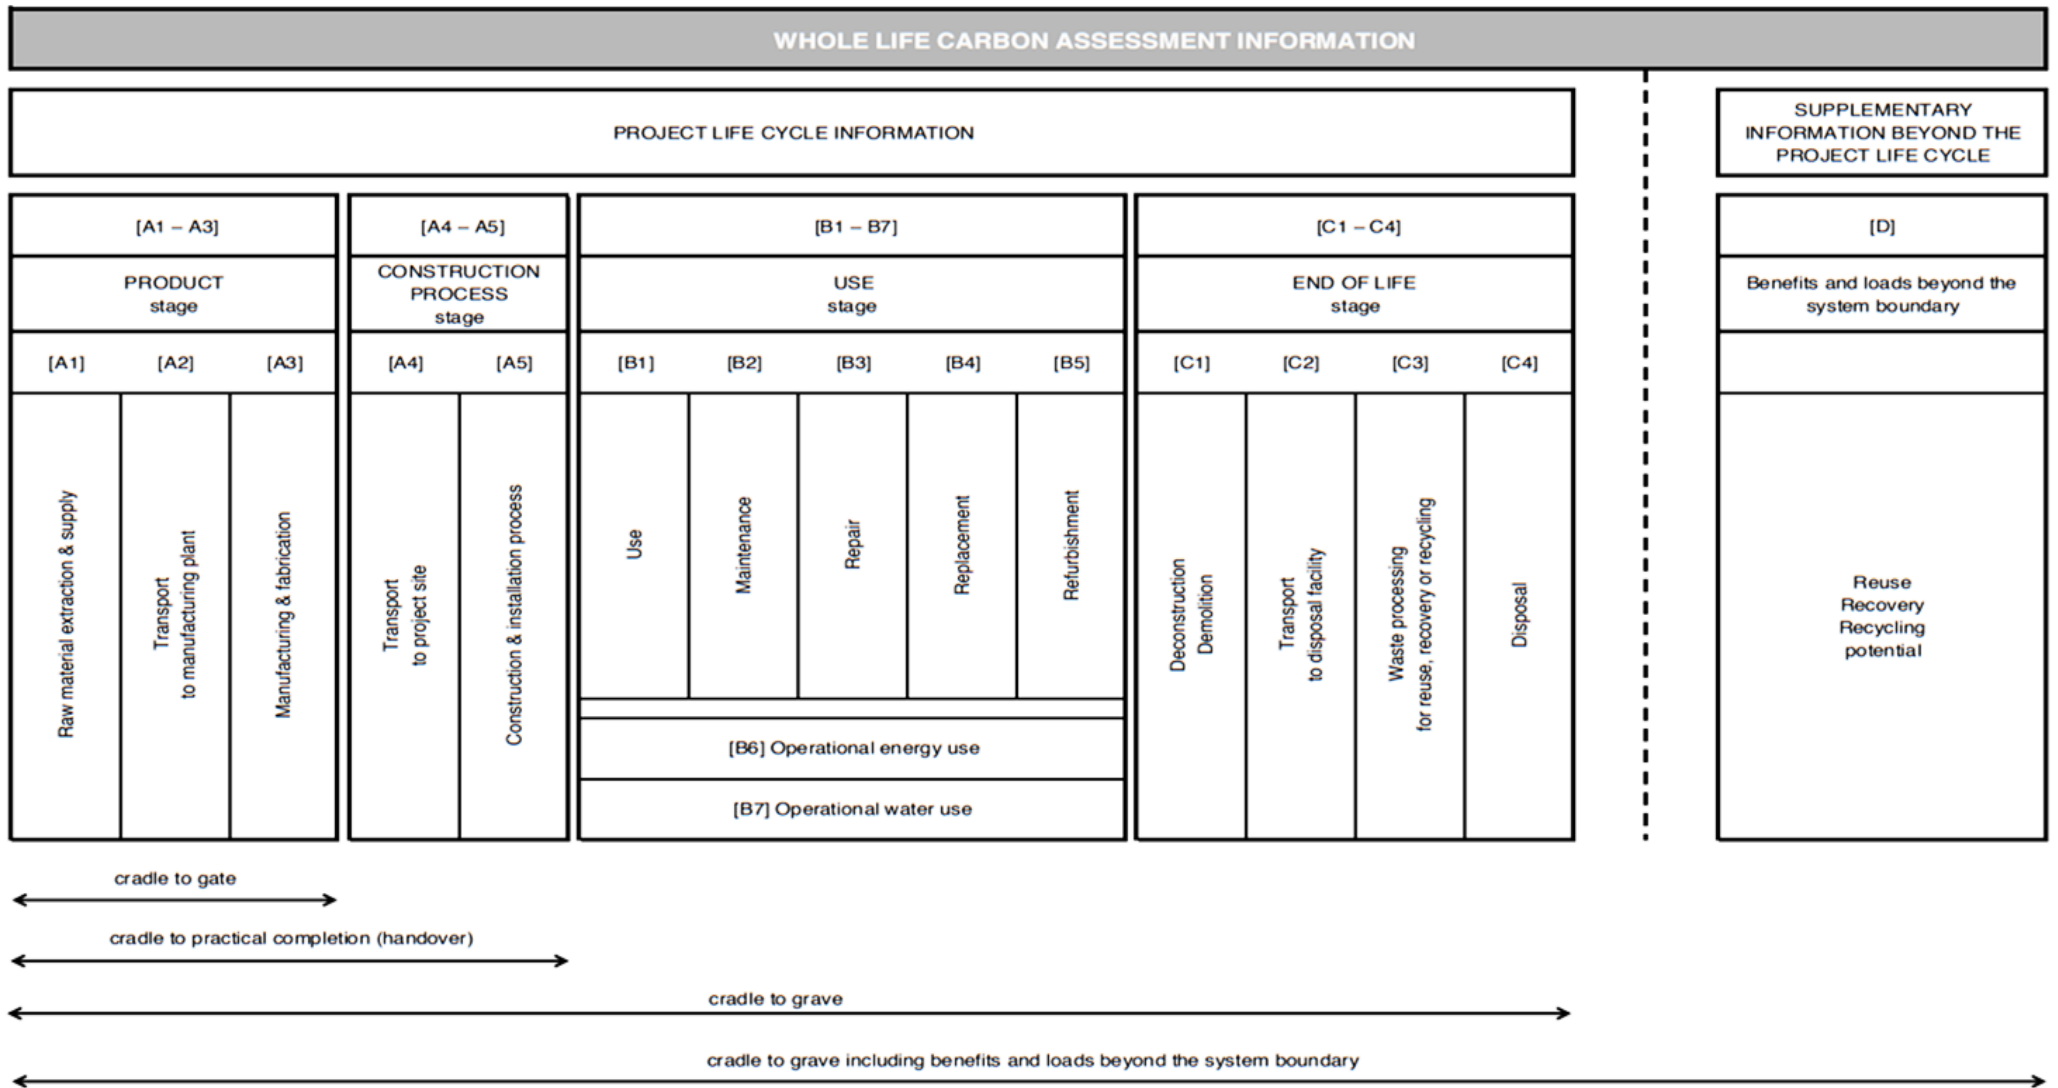 WHOLE LIFE CARBON ASSESSMENT INFORMATION
PROJECT LIFE CYCLE INFORMATION
SUPPLEMENTARY
INFORMATION BEYOND THE
PROJECT LIFE CYCLE
[A1 – A3]
PRODUCT
stage
[A1]
[A2]
[A3]
Raw material extraction & supply
Transport
to manufacturing plant
Manufacturing & fabrication
[A4 – A5]
CONSTRUCTION
PROCESS
stage
[A4]
[A5]
Transport
to project site
Construction & installation process
[B1 – B7]
USE
stage
[B1]
[B2]
[B3]
[B4]
[B5]
Use
Maintenance
Repair
Replacement
Refurbishment
[B6] Operational energy use
[B7] Operational water use
[C1 – C4]
END OF LIFE
stage
[C1]
[C2]
[C3]
[C4]
Deconstruction
Demolition
Transport
to disposal facility
Waste processing
for reuse, recovery or recycling
Disposal
[D]
Benefits and loads beyond the
system boundary
Reuse
Recovery
Recycling
potential
cradle to gate
cradle to practical completion (handover)
cradle to grave
cradle to grave including benefits and loads beyond the system boundary